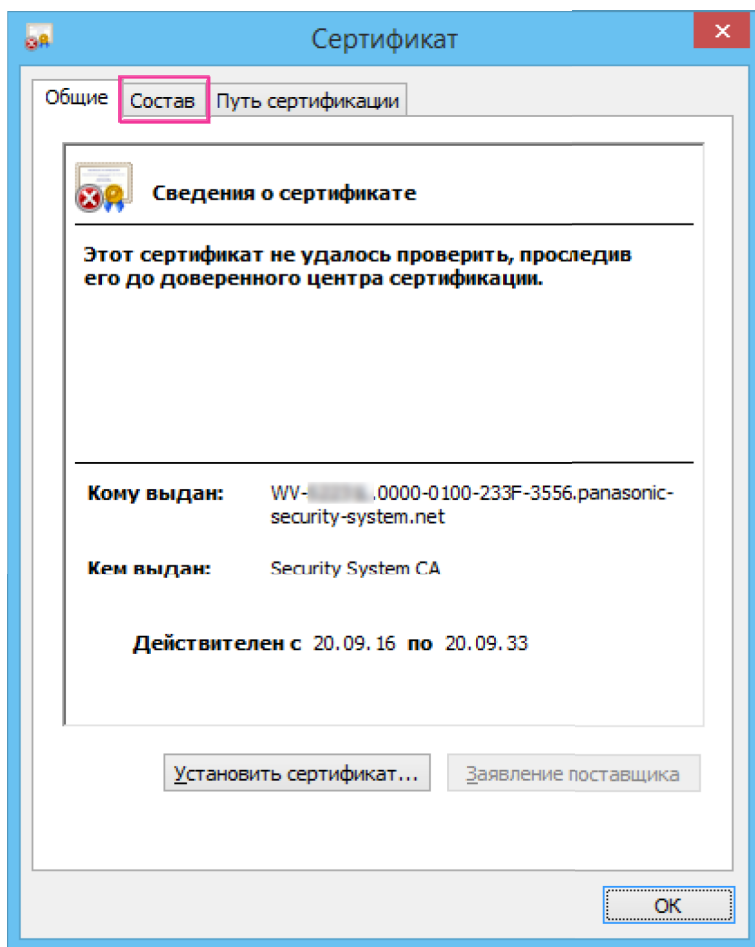 Сертификат
Общие Состав Путь сертификации
Сведения о сертификате
Этот сертификат не удалось проверить, проследив
его до доверенного центра сертификации.
Кому выдан: WV- .0000-0100-233F-3556.panasonic-
security-system.net
Кем выдан: Security System CA
Действителен с 20.09.16 по 20.09.33
Установить сертификат... Заявление поставщика
ОК